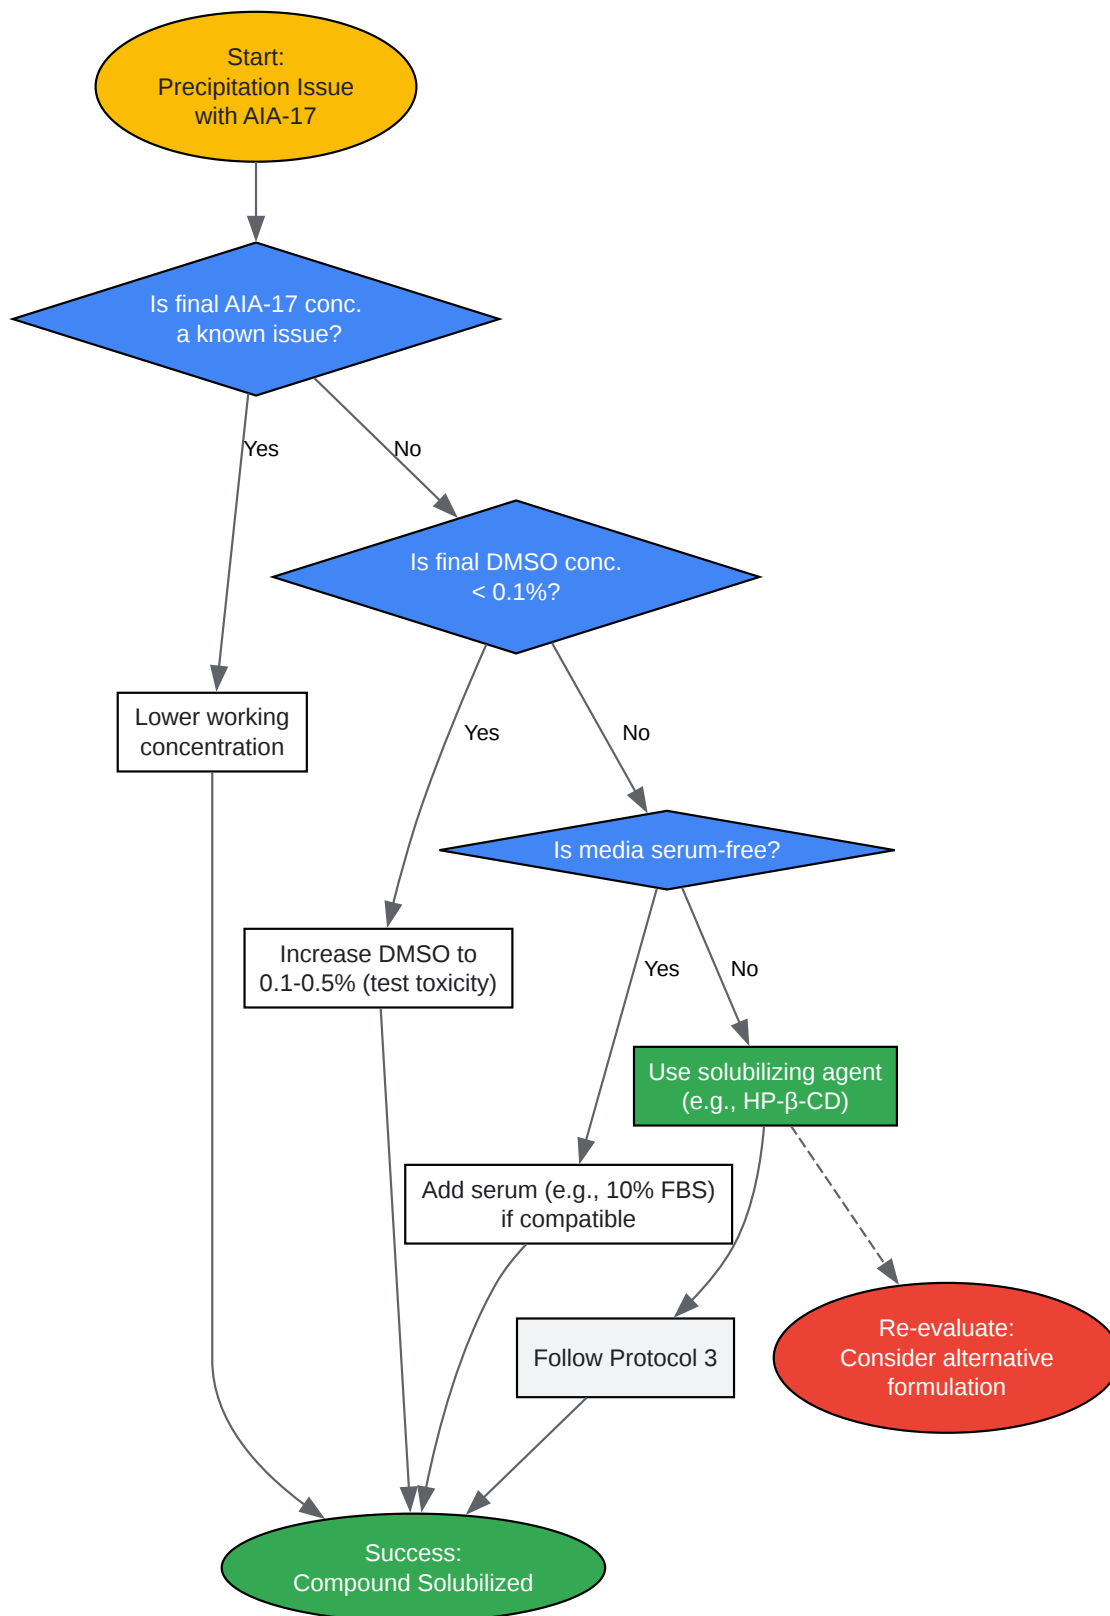 Start:
Precipitation Issue
with AIA-17
Is final AIA-17 conc.
a known issue?
Yes
No
Is final DMSO conc.
< 0.1%?
Lower working
concentration
Yes
No
Is media serum-free?
Increase DMSO to
0.1-0.5% (test toxicity)
Yes
No
Use solubilizing agent
(e.g., HP-β-CD)
Add serum (e.g., 10% FBS)
if compatible
Follow Protocol 3
Re-evaluate:
Consider alternative
formulation
Success:
Compound Solubilized